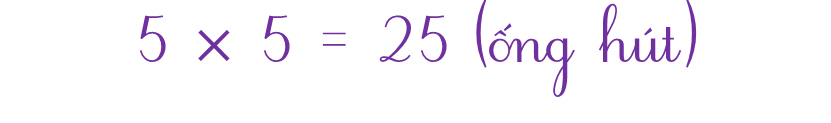 5 × 5 = 25 (ống hút)